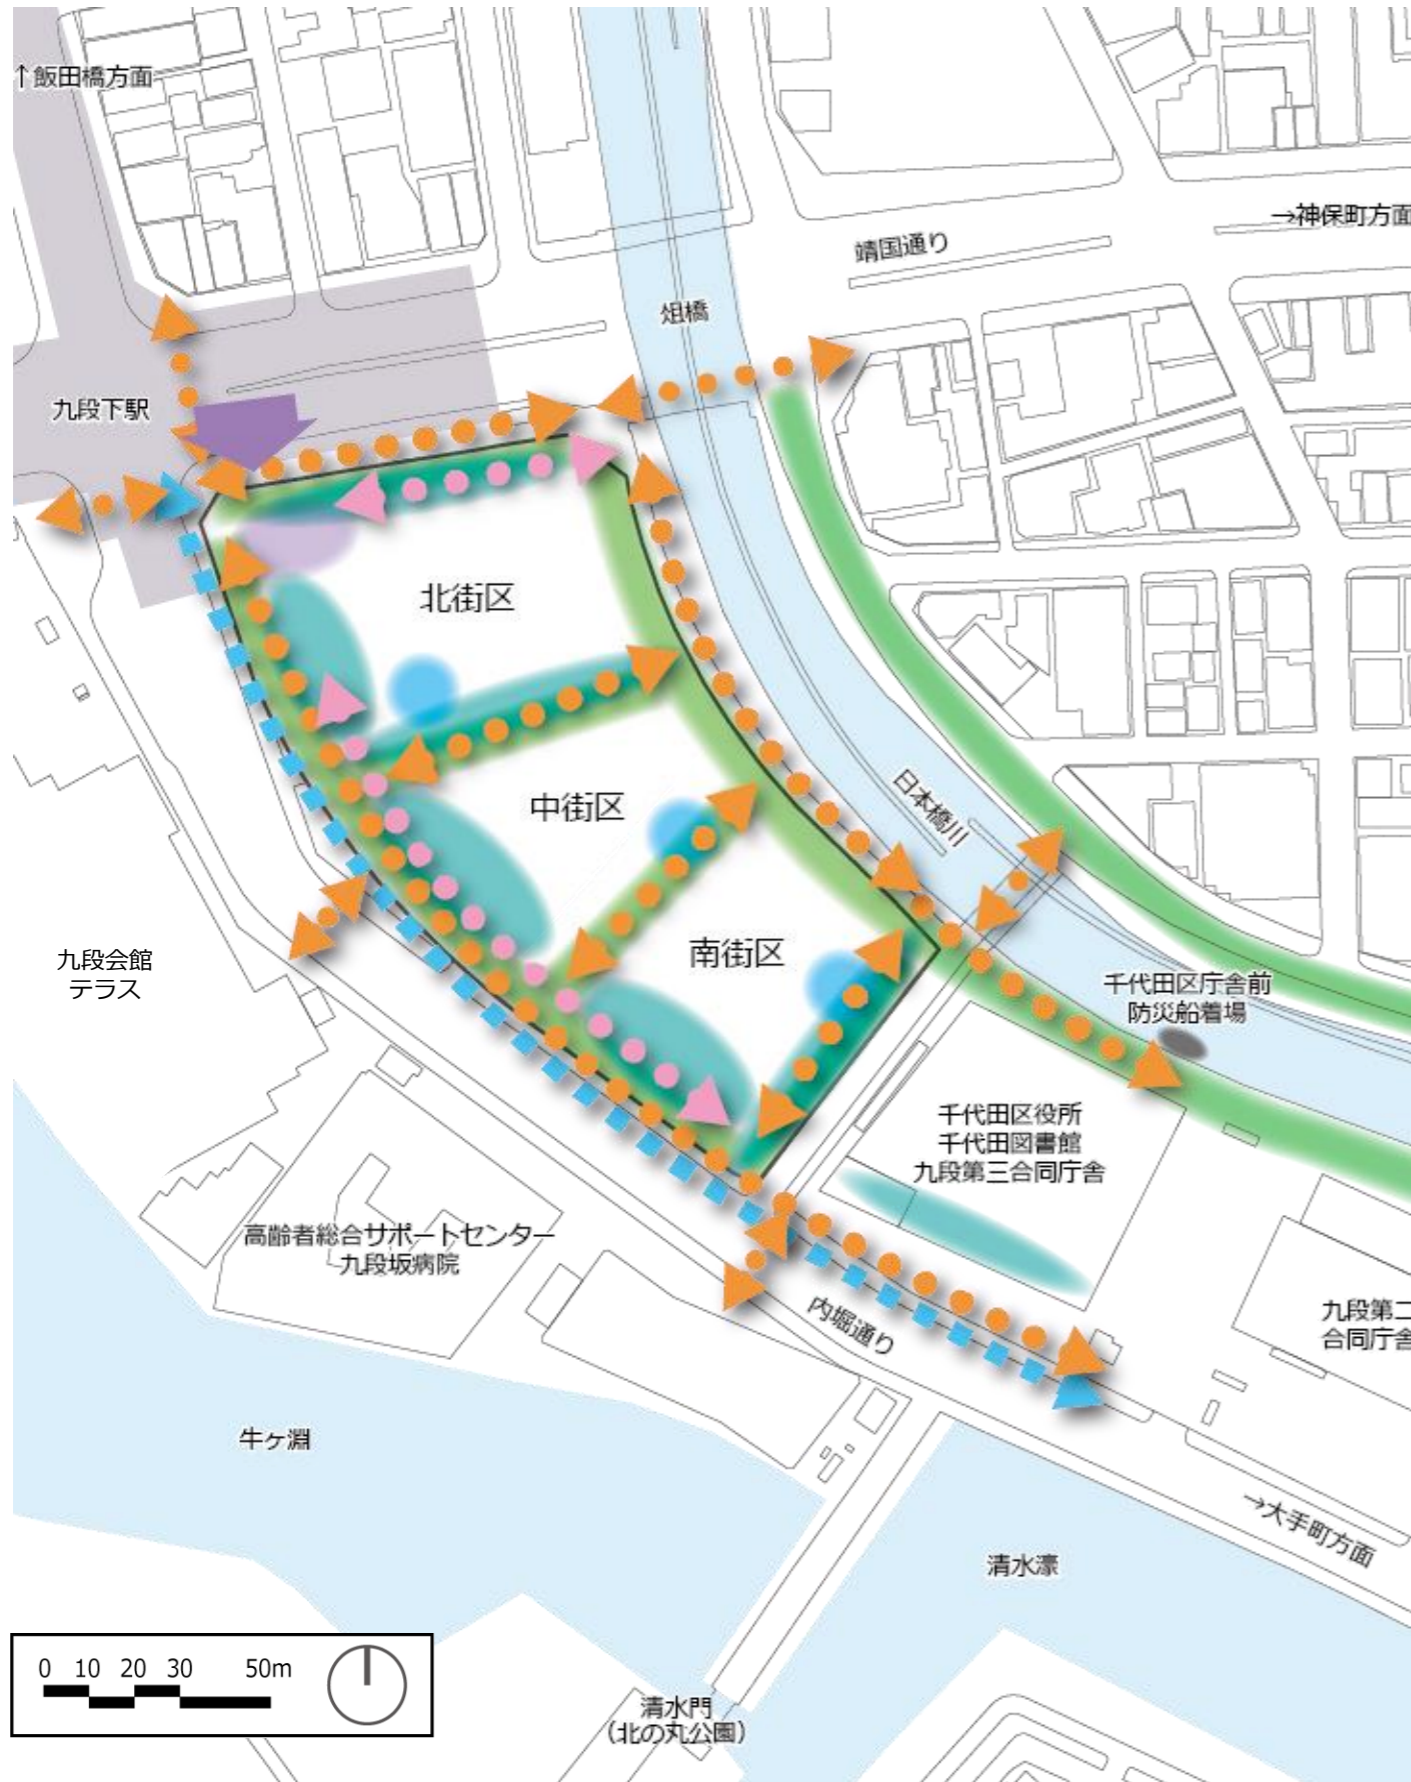 ↑飯田橋方面
→神保町方面
靖国通り
俎橋
九段下駅
北街区
中街区
日本橋川
南街区
九段会館
テラス
千代田区庁舎前
防災船着場
千代田区役所
千代田図書館
九段第三合同庁舎
高齢者総合サポートセンター
九段坂病院
内堀通り
九段第二
合同庁舎
牛ヶ淵
→大手町方面
清水濠
0 10 20 30 50m
清水門
（北の丸公園）